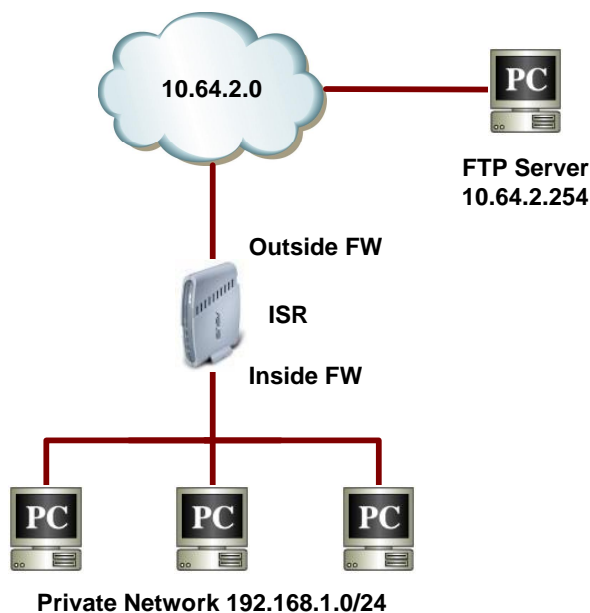 10.64.2.0
PC
FTP Server
10.64.2.254
Outside FW
ISR
ASUS
Inside FW
PC
PC
PC
Private Network 192.168.1.0/24